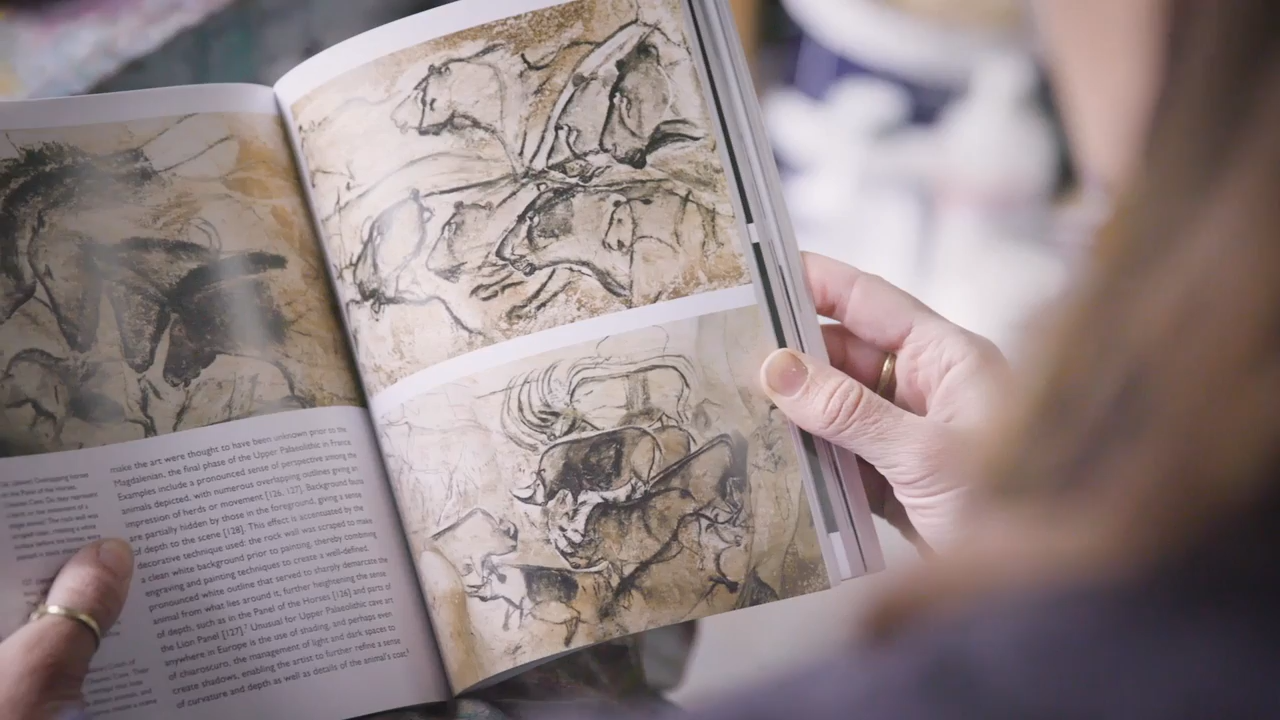 make the art were thought to have been unknown prior to the
Magdalenian, the final phase of the Upper Palaeolithic in France.
Examples include a pronounced sense of perspective among the
animals depicted, with numerous overlapping outlines giving an
impression of herds or movement [126, 127]. Background fauna
are partially hidden by those in the foreground, giving a sense
of depth to the scene [128]. This effect is accentuated by the
decorative technique used: the rock wall was scraped to make
a clean white background prior to painting, thereby combining
engraving and painting techniques to create a well-defined,
pronounced white outline that served to sharply demarcate the
animal from what lies around it, further heightening the sense
of depth, such as in the Panel of the Horses [126] and parts of
the Lion Panel [127].⁷ Unusual for Upper Palaeolithic cave art
anywhere in Europe is the use of shading, and perhaps even
of chiaroscuro, the management of light and dark spaces to
create shadows, enabling the artist to further refine a sense
of curvature and depth as well as details of the animal's coat.⁸
Overlapping horses